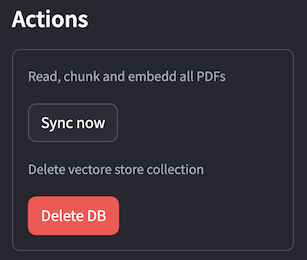 Actions
Read, chunk and embedd all PDFs
Sync now
Delete vectore store collection
Delete DB